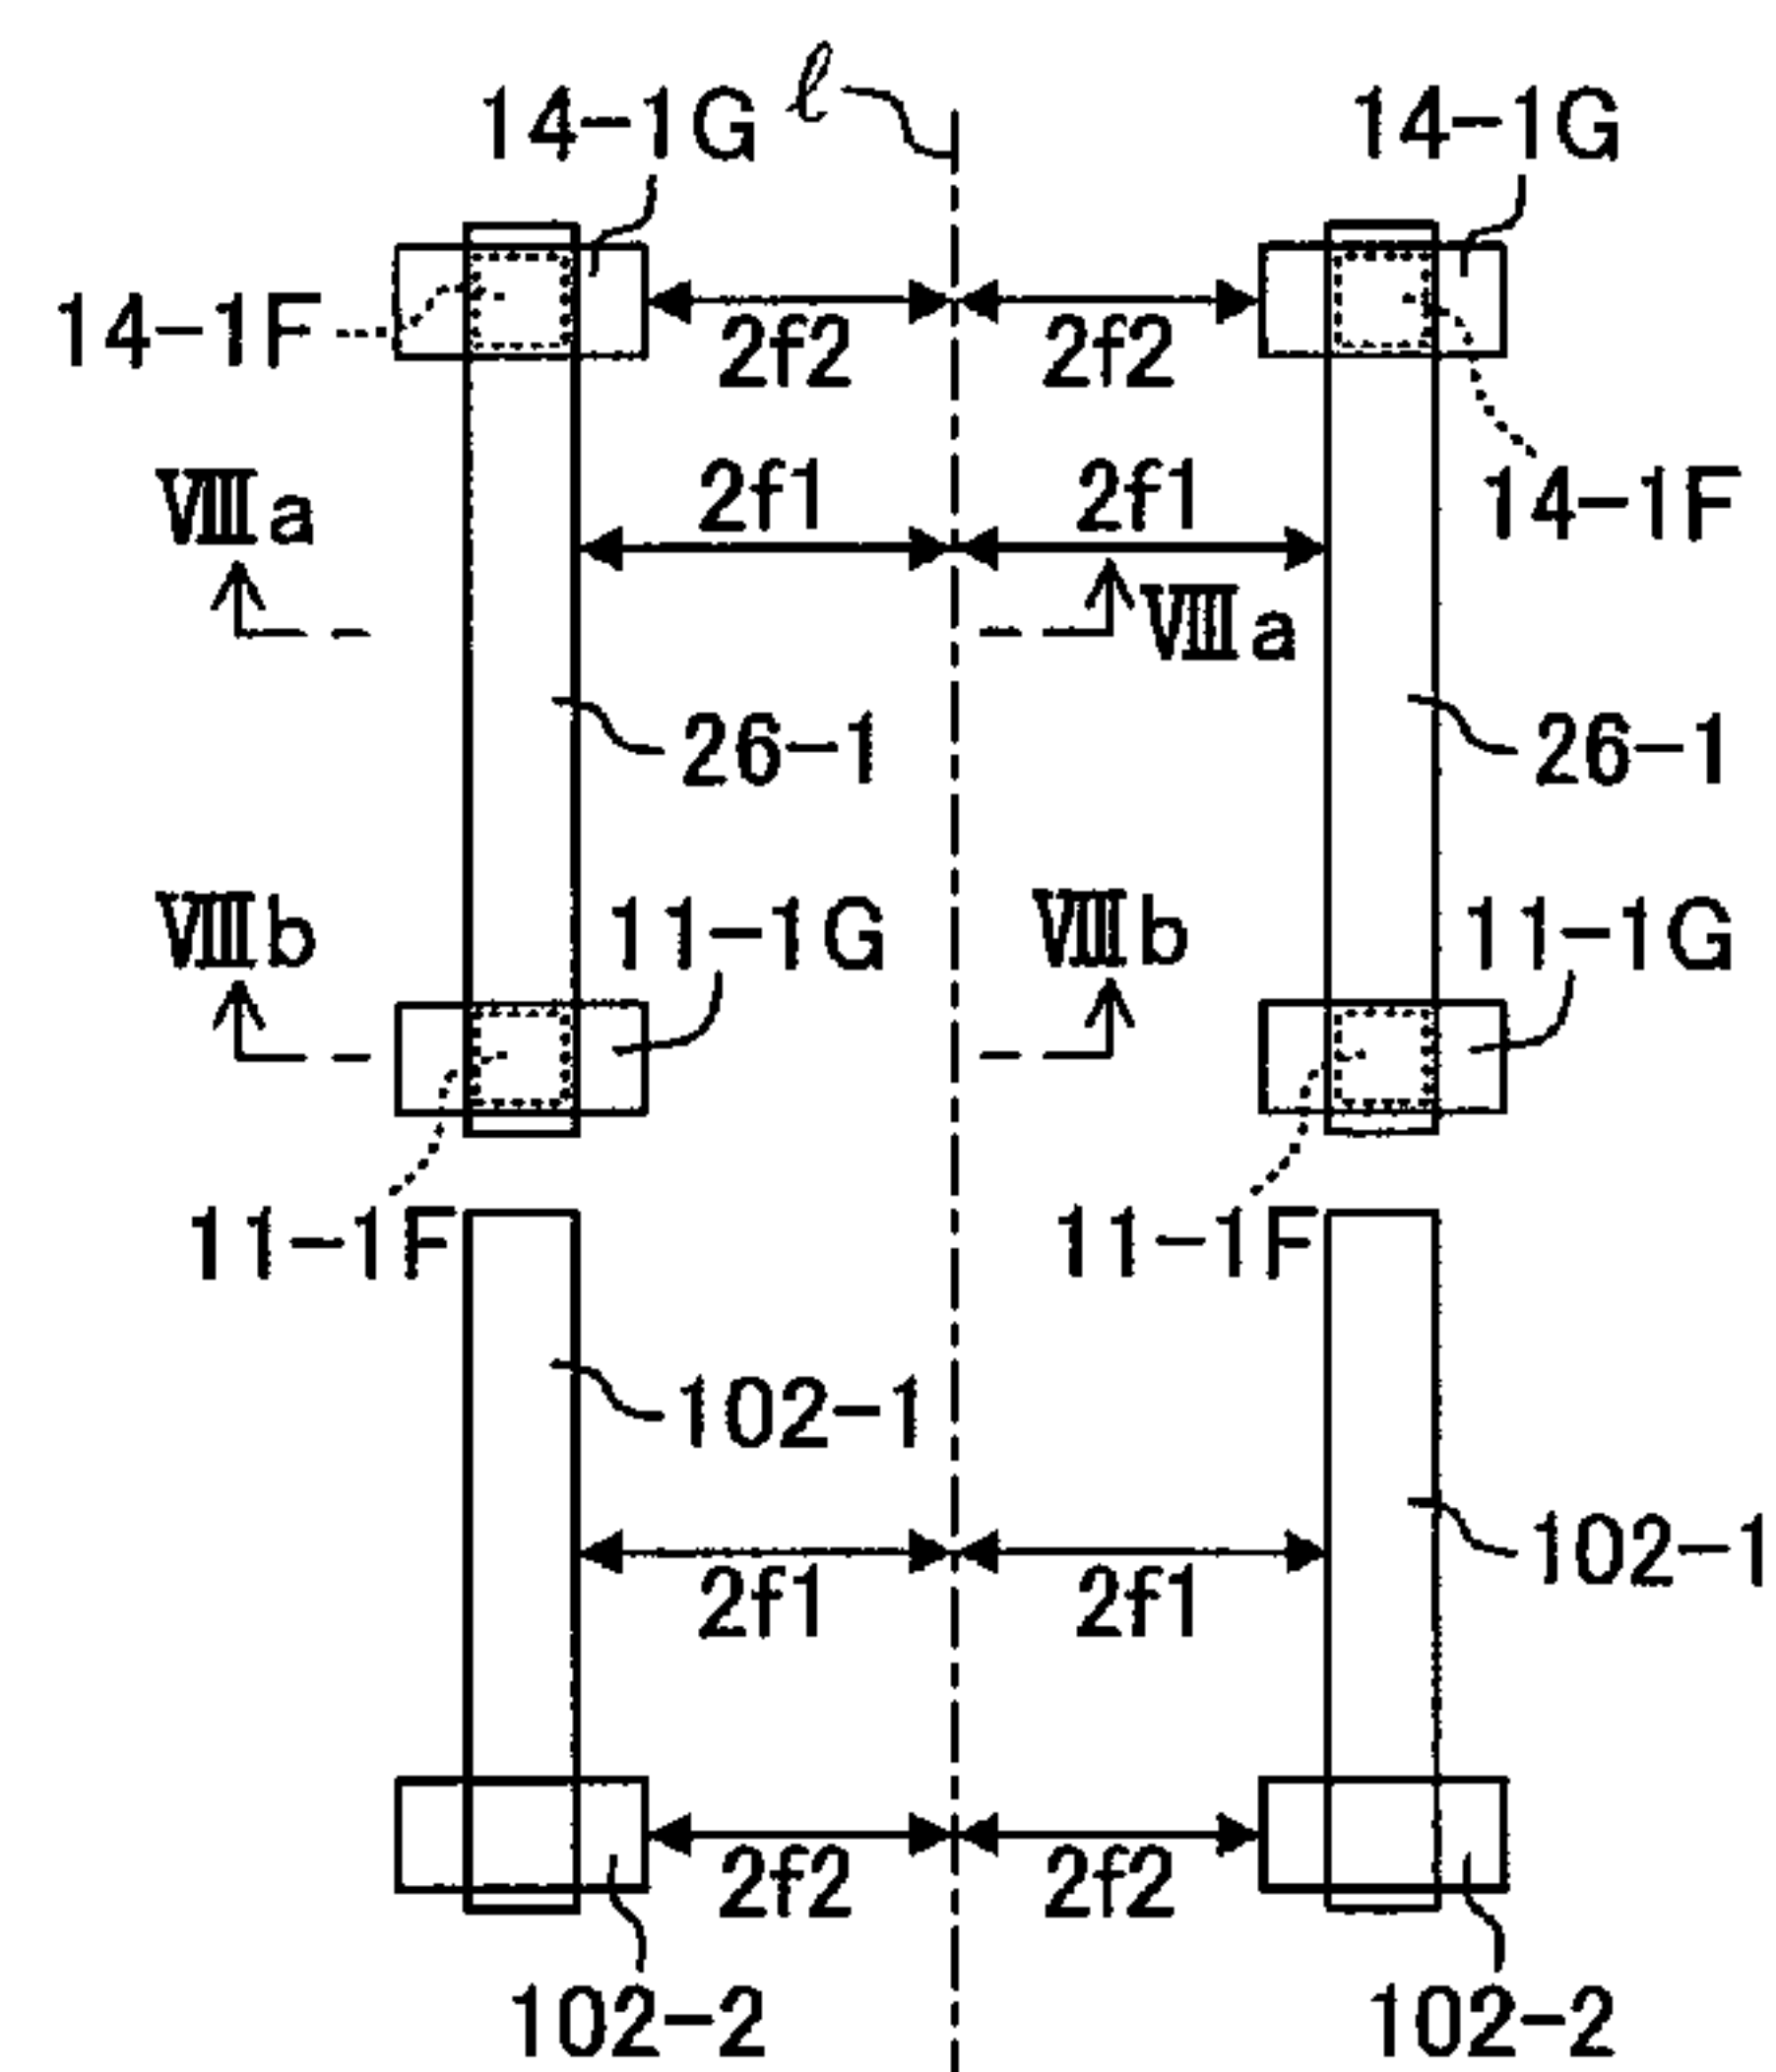 14-1G ℓ 14-1G
14-1F 2f2 2f2
Ⅷa 2f1 2f1 14-1F
Ⅷa
26-1 26-1
Ⅷb 11-1G Ⅷb 11-1G
11-1F 11-1F
102-1
102-1
2f1 2f1
2f2 2f2
102-2 102-2